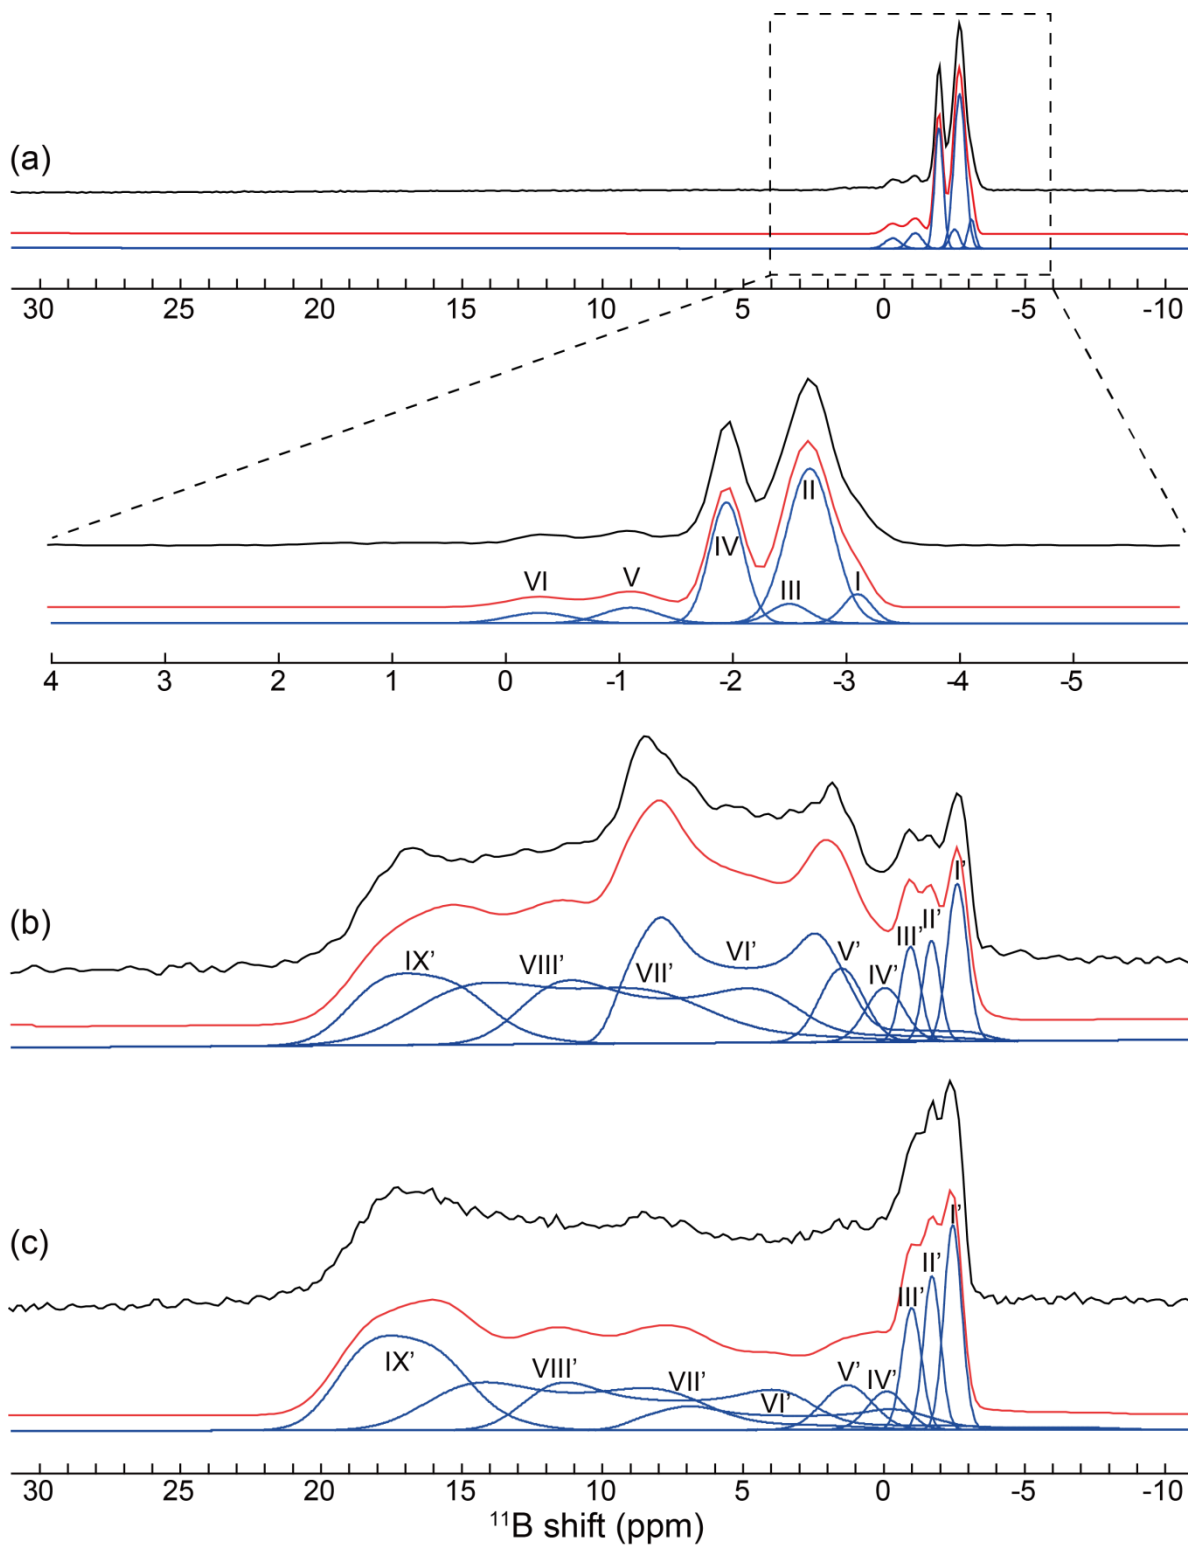 (a)
30 25 20 15 10 5 0 -5 -10
VI V IV III II I
4 3 2 1 0 -1 -2 -3 -4 -5
(b)
IX’ VIII’ VII’ VI’ V’ IV’ III’ II’ I’
(c)
IX’ VIII’ VII’ VI’ V’ IV’ III’ II’ I’
30 25 20 15 10 5 0 -5 -10
¹¹B shift (ppm)